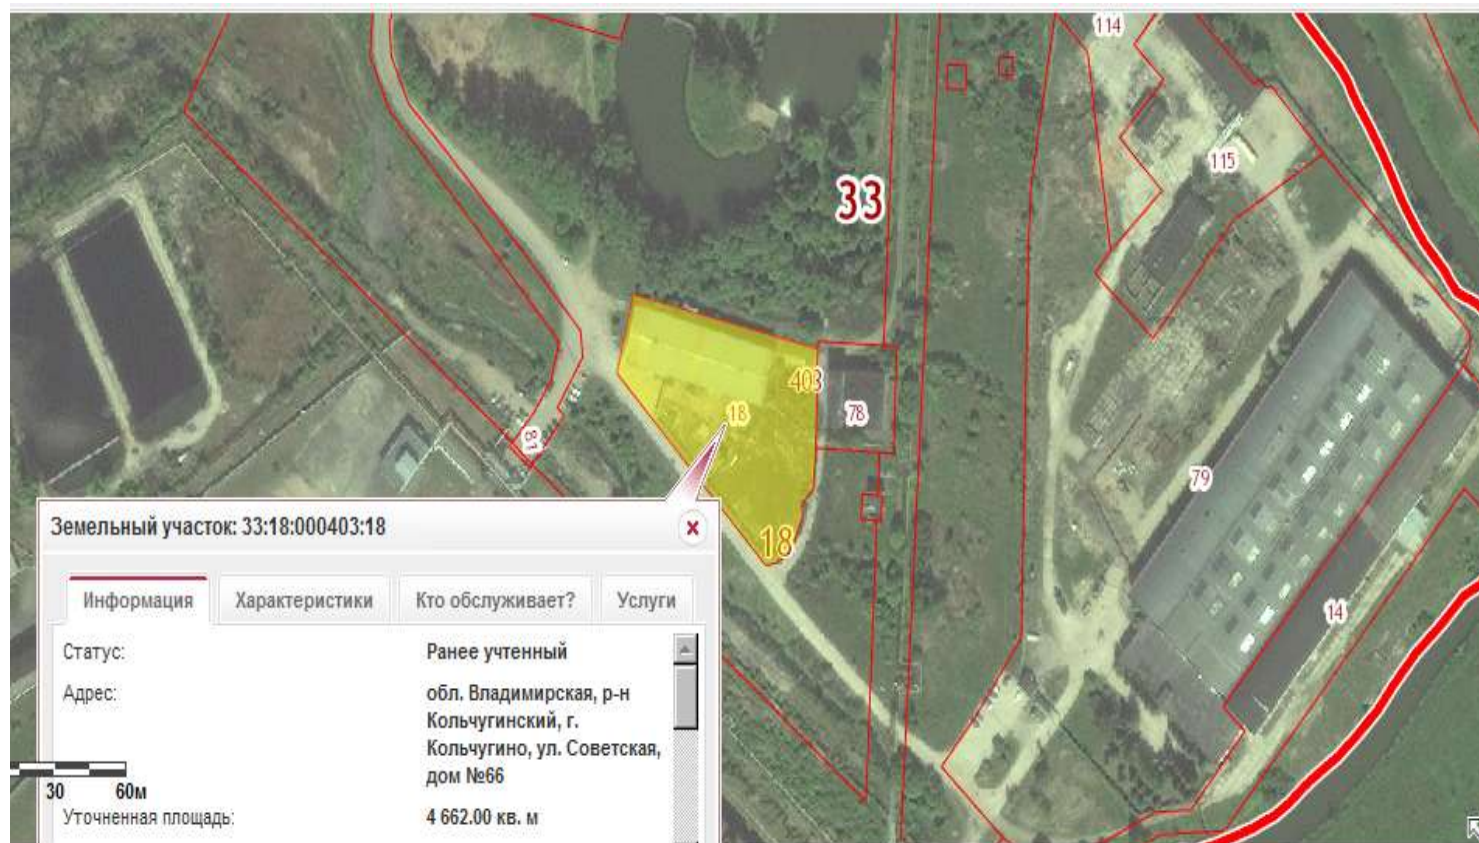 114
115
33
403
18
78
81
79
18
14
Земельный участок: 33:18:000403:18
Информация
Характеристики
Кто обслуживает?
Услуги
Статус:
Ранее учтенный
Адрес:
обл. Владимирская, р-н
Кольчугинский, г.
Кольчугино, ул. Советская,
дом №66
30 60м
Уточненная площадь:
4 662.00 кв. м